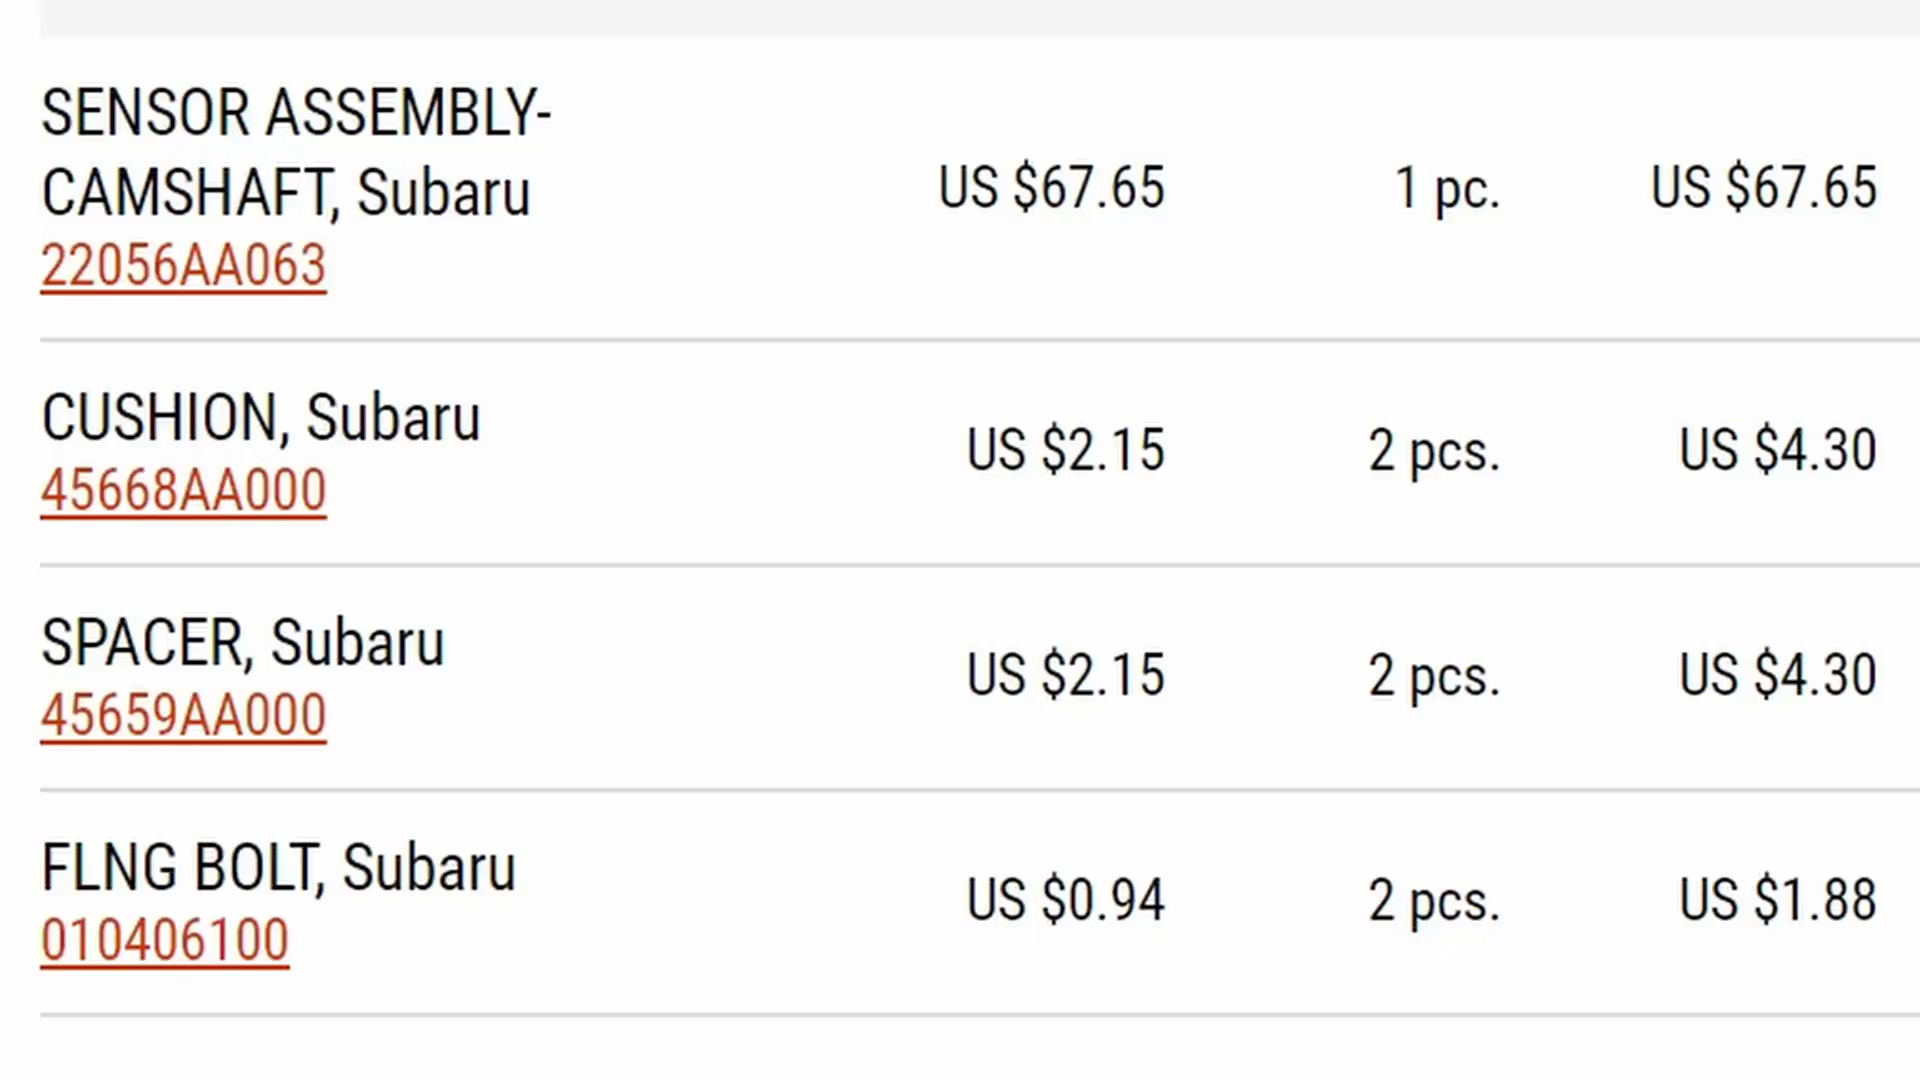 SENSOR ASSEMBLY-
CAMSHAFT, Subaru
22056AA063
US $67.65 1 pc. US $67.65
CUSHION, Subaru
45668AA000
US $2.15 2 pcs. US $4.30
SPACER, Subaru
45659AA000
US $2.15 2 pcs. US $4.30
FLNG BOLT, Subaru
010406100
US $0.94 2 pcs. US $1.88